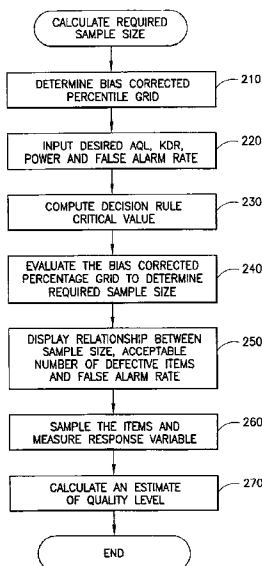 CALCULATE REQUIRED
SAMPLE SIZE
DETERMINE BIAS CORRECTED
PERCENTILE GRID
210
INPUT DESIRED AQL, KDR,
POWER AND FALSE ALARM RATE
220
COMPUTE DECISION RULE
CRITICAL VALUE
230
EVALUATE THE BIAS CORRECTED
PERCENTAGE GRID TO DETERMINE
REQUIRED SAMPLE SIZE
240
DISPLAY RELATIONSHIP BETWEEN
SAMPLE SIZE, ACCEPTABLE
NUMBER OF DEFECTIVE ITEMS
AND FALSE ALARM RATE
250
SAMPLE THE ITEMS AND
MEASURE RESPONSE VARIABLE
260
CALCULATE AN ESTIMATE
OF QUALITY LEVEL
270
END